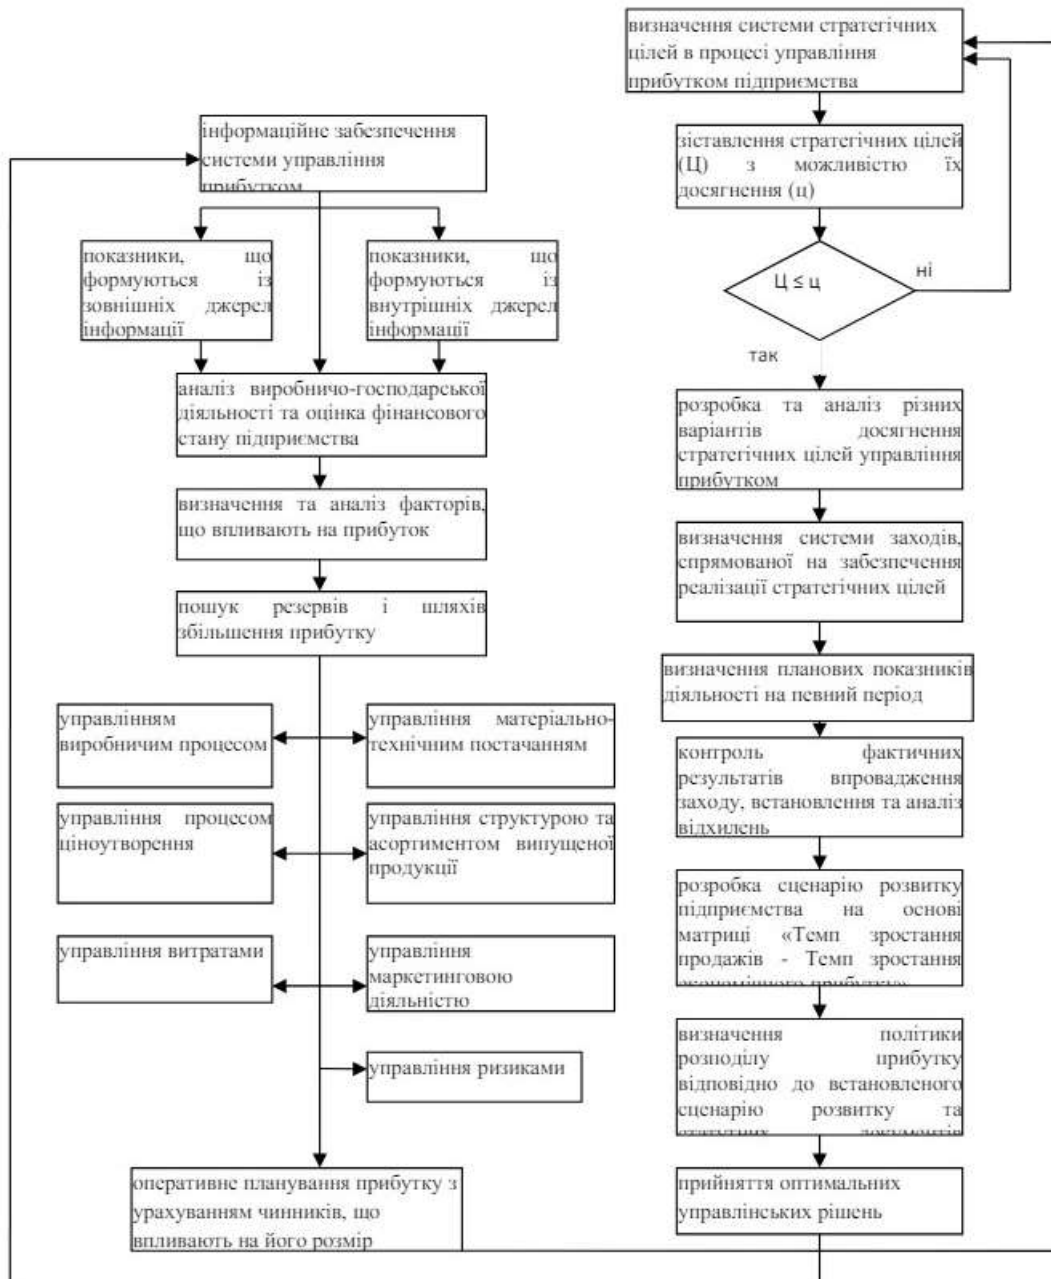 інформаційне забезпечення
системи управління
прибутком
показники, що
формуються із
зовнішніх джерел
інформації
показники, що
формуються із
внутрішніх джерел
інформації
аналіз виробничо-господарської
діяльності та оцінка фінансового
стану підприємства
визначення та аналіз факторів,
що впливають на прибуток
пошук резервів і шляхів
збільшення прибутку
управлінням
виробничим процесом
управління матеріально-
технічним постачанням
управління процесом
ціноутворення
управління структурою та
асортиментом випущеної
продукції
управління витратами
управління
маркетинговою
діяльністю
управління ризиками
оперативне планування прибутку з
урахуванням чинників, що
впливають на його розмір
визначення системи стратегічних
цілей в процесі управління
прибутком підприємства
зіставлення стратегічних цілей
(Ц) з можливістю їх
досягнення (ц)
Ц ≤ ц
ні
так
розробка та аналіз різних
варіантів досягнення
стратегічних цілей управління
прибутком
визначення системи заходів,
спрямованої на забезпечення
реалізації стратегічних цілей
визначення планових показників
діяльності на певний період
контроль фактичних
результатів впровадження
заходу, встановлення та аналіз
відхилень
розробка сценарію розвитку
підприємства на основі
матриці «Темп зростання
продажів - Темп зростання
економічного прибутку»
визначення політики
розподілу прибутку
відповідно до встановленого
сценарію розвитку та
статутних документів
прийняття оптимальних
управлінських рішень